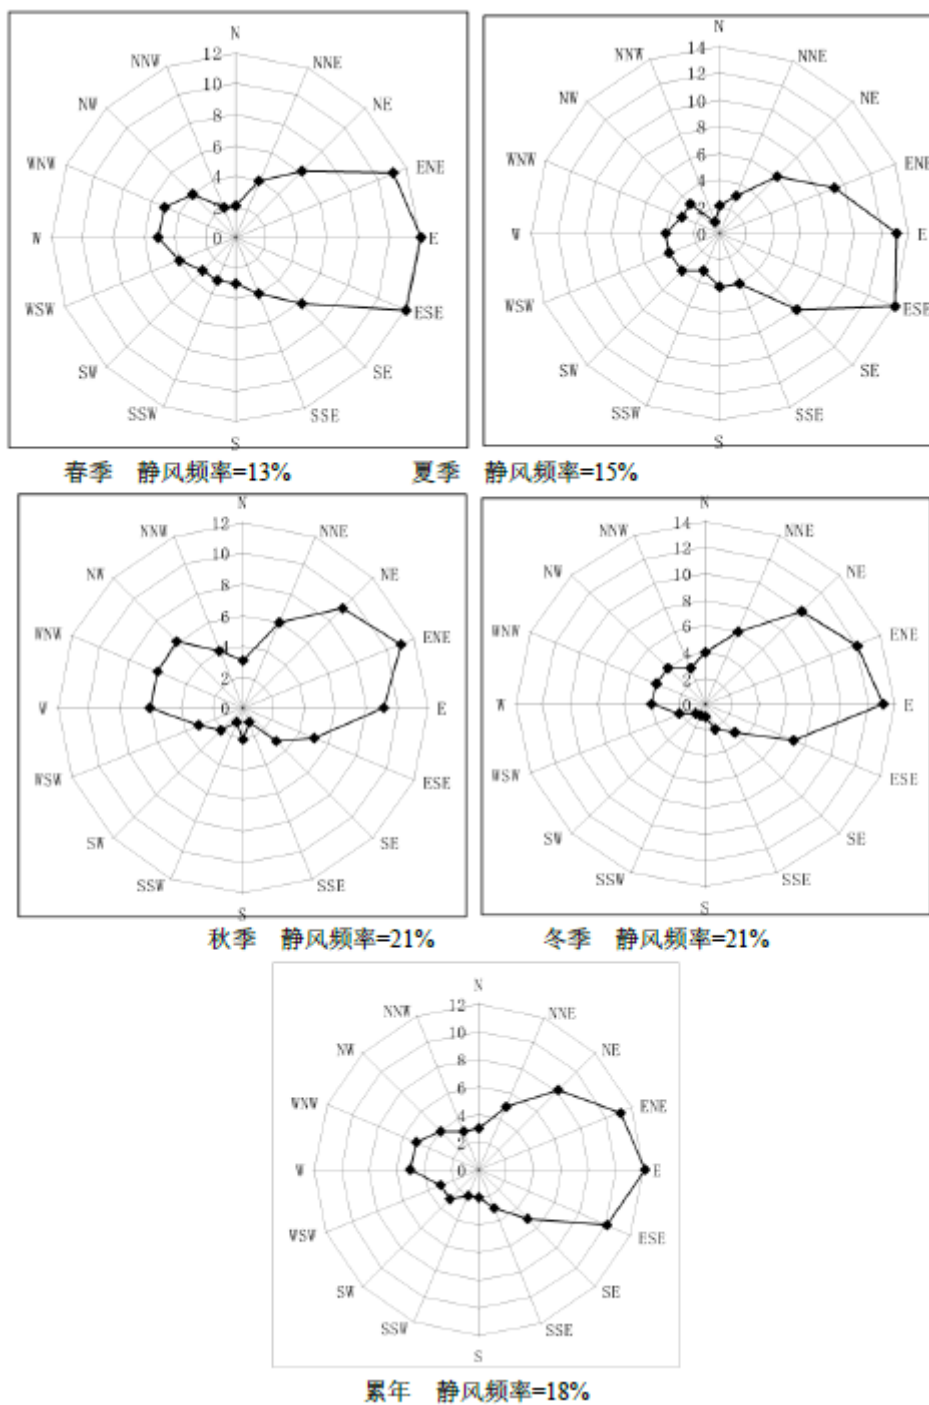 N
NNW NNE
NW NE
WNW ENE
W E
WSW ESE
SW SE
SSW SSE
S
12
10
8
6
4
2
0
春季 静风频率=13%
N
NNW NNE
NW NE
WNW ENE
W E
WSW ESE
SW SE
SSW SSE
S
14
12
10
8
6
4
2
0
夏季 静风频率=15%
N
NNW NNE
NW NE
WNW ENE
W E
WSW ESE
SW SE
SSW SSE
S
12
10
8
6
4
2
0
秋季 静风频率=21%
N
NNW NNE
NW NE
WNW ENE
W E
WSW ESE
SW SE
SSW SSE
S
14
12
10
8
6
4
2
0
冬季 静风频率=21%
N
NNW NNE
NW NE
WNW ENE
W E
WSW ESE
SW SE
SSW SSE
S
12
10
8
6
4
2
0
累年 静风频率=18%